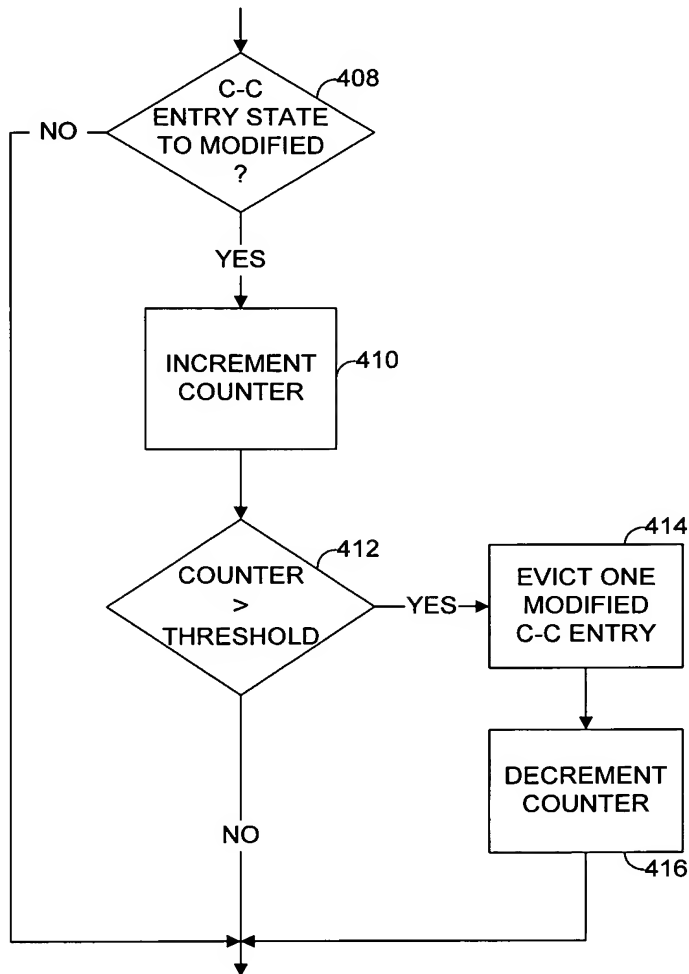 408
C-C
ENTRY STATE
TO MODIFIED
?
NO
YES
INCREMENT
COUNTER
410
412
COUNTER
>
THRESHOLD
YES
414
EVICT ONE
MODIFIED
C-C ENTRY
DECREMENT
COUNTER
416
NO